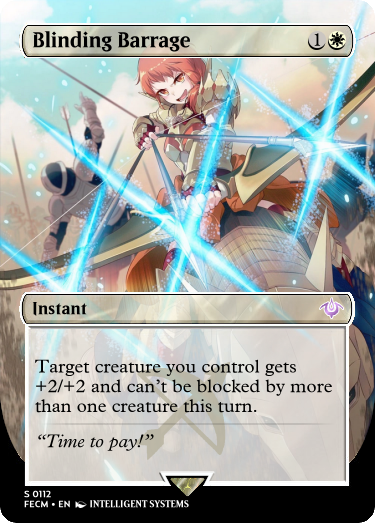 Blinding Barrage 1
Instant
Target creature you control gets
+2/+2 and can't be blocked by more
than one creature this turn.
“Time to pay!”
S 0112
FECM • EN INTELLIGENT SYSTEMS